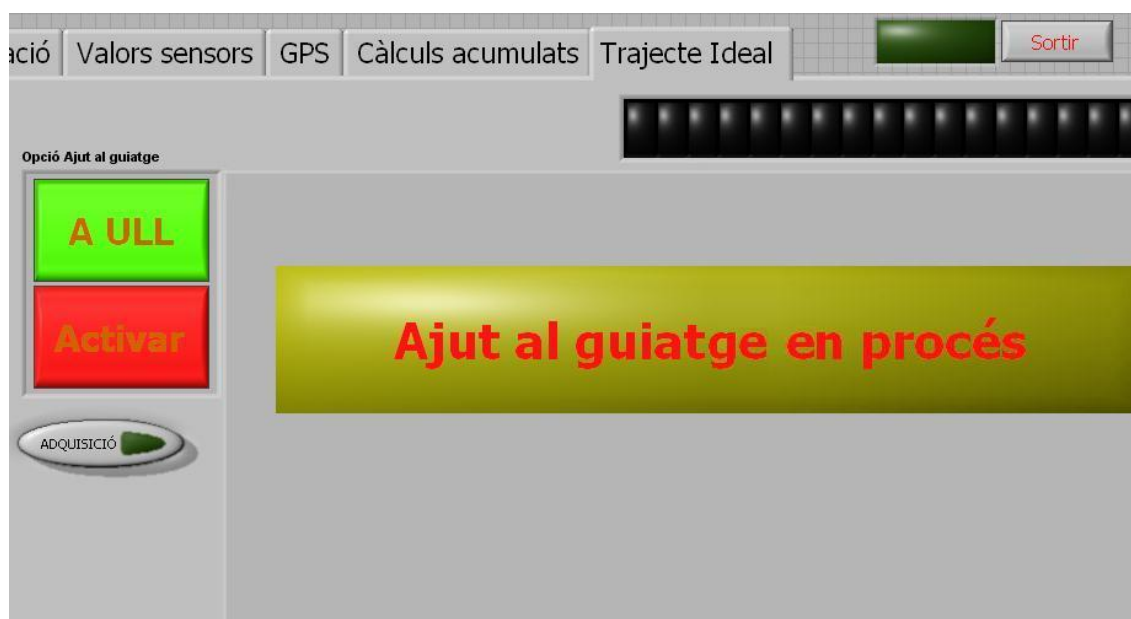 ació Valors sensors GPS Càlculs acumulats Trajecte Ideal Sortir
Opció Ajut al guiatge
A ULL
Activar
Ajut al guiatge en procés
ADQUISICIÓ